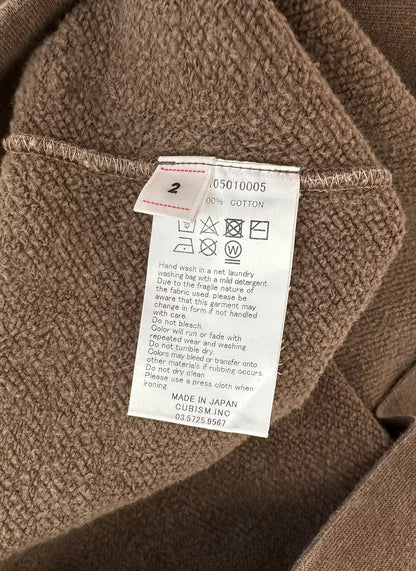 2
.05010005
00% COTTON
W
Hand wash in a net laundry
washing bag with a mild detergent.
Due to the fragile nature of
the fabric used, please be
aware that this garment may
change in form if not handled
with care.
Do not bleach.
Color will run or fade with
repeated wear and washing.
Do not tumble dry.
Colors may bleed or transfer onto
other materials if rubbing occurs.
Do not dry clean
Please use a press cloth when
ironing.
MADE IN JAPAN
CUBISM.INC
03.5725.9567